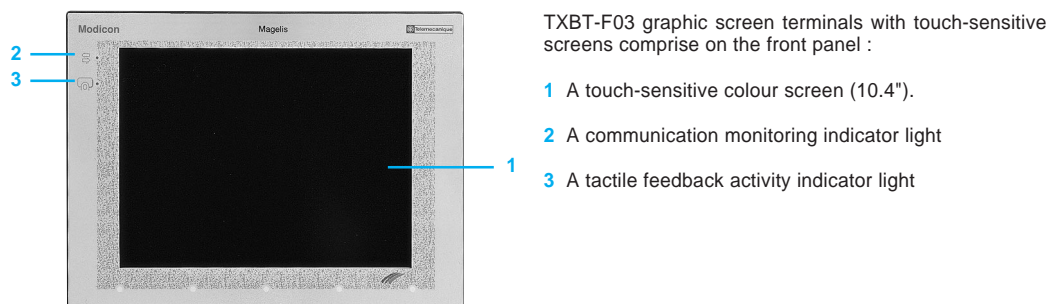 Modicon
Magelis
Telemecanique
2
3
1
TXBT-F03 graphic screen terminals with touch-sensitive
screens comprise on the front panel :
1 A touch-sensitive colour screen (10.4").
2 A communication monitoring indicator light
3 A tactile feedback activity indicator light